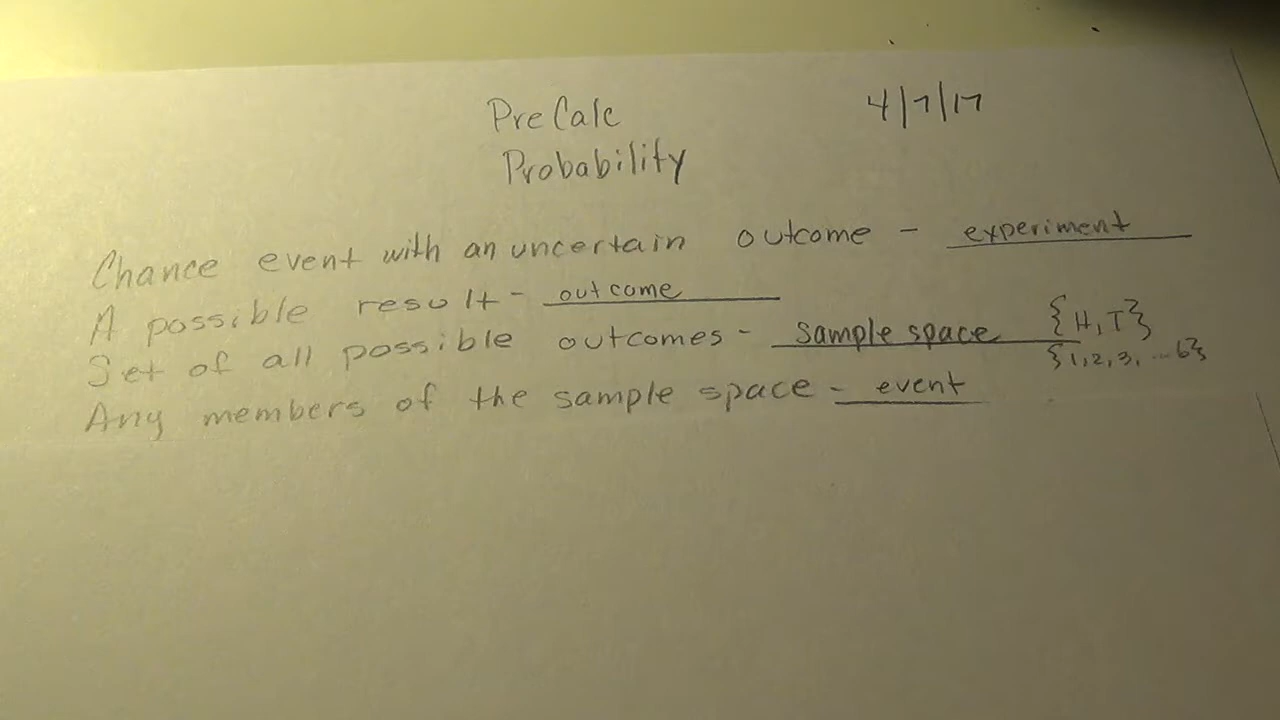 PreCalc 4/7/17
Probability
Chance event with an uncertain outcome - experiment
A possible result - outcome
Set of all possible outcomes - sample space {H, T}
{1, 2, 3, ... 6}
Any members of the sample space - event